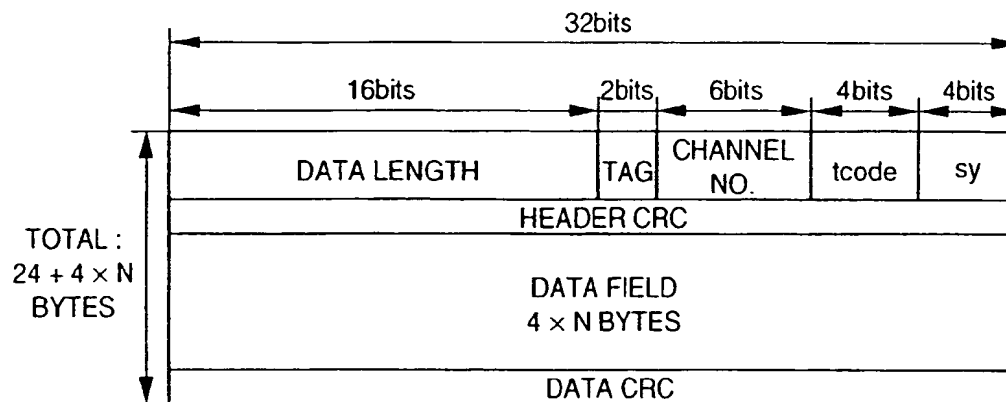 32bits
16bits 2bits 6bits 4bits 4bits
DATA LENGTH TAG CHANNEL NO. tcode sy
HEADER CRC
TOTAL :
24 + 4 × N
BYTES
DATA FIELD
4 × N BYTES
DATA CRC